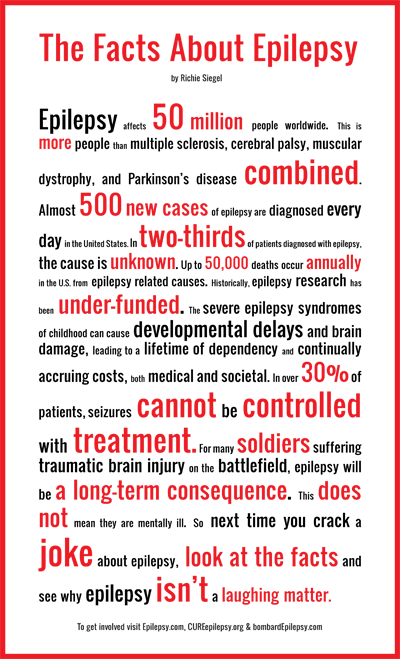 The Facts About Epilepsy
by Richie Siegel
Epilepsy affects 50 million people worldwide. This is
more people than multiple sclerosis, cerebral palsy, muscular
dystrophy, and Parkinson's disease combined.
Almost 500 new cases of epilepsy are diagnosed every
day in the United States. In two-thirds of patients diagnosed with epilepsy,
the cause is unknown. Up to 50,000 deaths occur annually
in the U.S. from epilepsy related causes. Historically, epilepsy research has
been under-funded. The severe epilepsy syndromes
of childhood can cause developmental delays and brain
damage, leading to a lifetime of dependency and continually
accruing costs, both medical and societal. In over 30% of
patients, seizures cannot be controlled
with treatment. For many soldiers suffering
traumatic brain injury on the battlefield, epilepsy will
be a long-term consequence. This does
not mean they are mentally ill. So next time you crack a
joke about epilepsy, look at the facts and
see why epilepsy isn't a laughing matter.
To get involved visit Epilepsy.com, CUREepilepsy.org & bombardEpilepsy.com